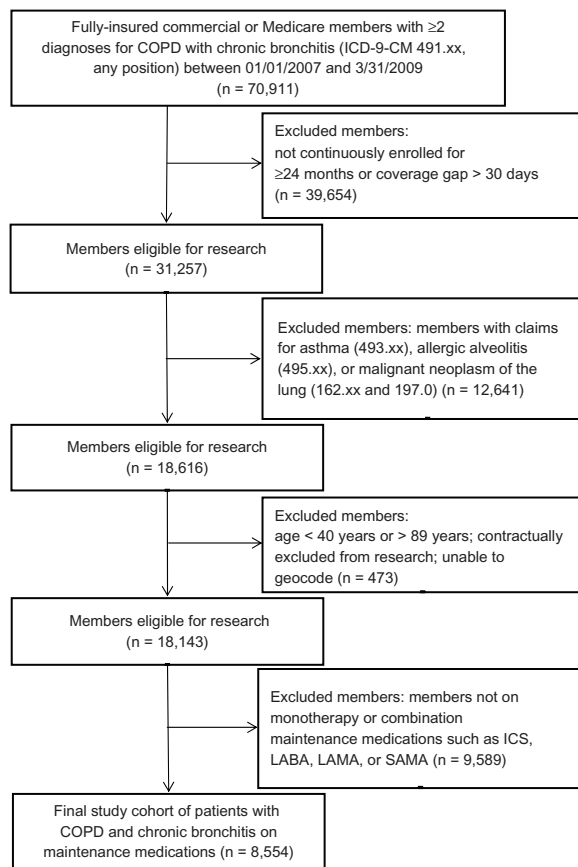 Fully-insured commercial or Medicare members with ≥2
diagnoses for COPD with chronic bronchitis (ICD-9-CM 491.xx,
any position) between 01/01/2007 and 3/31/2009
(n = 70,911)
Excluded members:
not continuously enrolled for
≥24 months or coverage gap > 30 days
(n = 39,654)
Members eligible for research
(n = 31,257)
Excluded members: members with claims
for asthma (493.xx), allergic alveolitis
(495.xx), or malignant neoplasm of the
lung (162.xx and 197.0) (n = 12,641)
Members eligible for research
(n = 18,616)
Excluded members:
age < 40 years or > 89 years; contractually
excluded from research; unable to
geocode (n = 473)
Members eligible for research
(n = 18,143)
Excluded members: members not on
monotherapy or combination
maintenance medications such as ICS,
LABA, LAMA, or SAMA (n = 9,589)
Final study cohort of patients with
COPD and chronic bronchitis on
maintenance medications (n = 8,554)